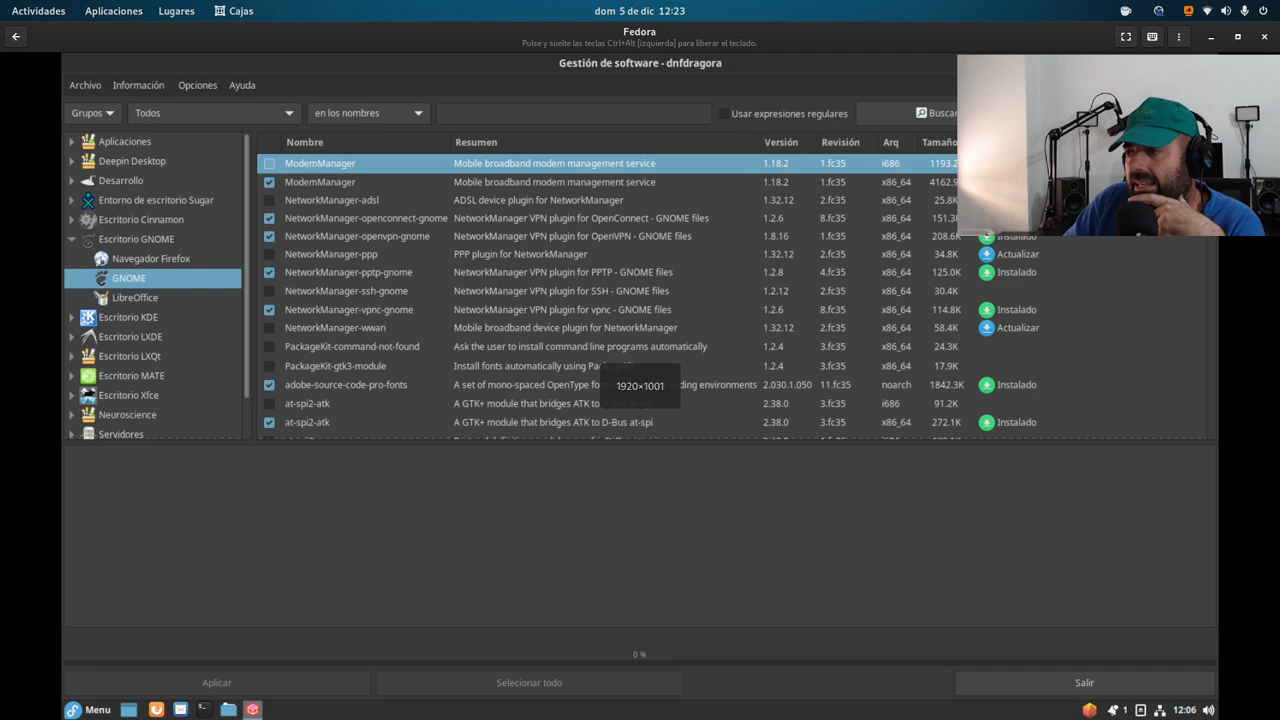 Actividades Aplicaciones Lugares Cajas dom 5 de dic 12:23
Fedora
Pulse y suelte las teclas Ctrl+Alt [izquierda] para liberar el teclado.
Gestión de software - dnfdragora
Archivo Información Opciones Ayuda
Grupos Todos en los nombres Usar expresiones regulares Buscar
Aplicaciones
Deepin Desktop
Desarrollo
Entorno de escritorio Sugar
Escritorio Cinnamon
Escritorio GNOME
Navegador Firefox
GNOME
LibreOffice
Escritorio KDE
Escritorio LXDE
Escritorio LXQt
Escritorio MATE
Escritorio Xfce
Neuroscience
Servidores
Nombre Resumen Versión Revisión Arq Tamaño
ModemManager Mobile broadband modem management service 1.18.2 1.fc35 i686 1193.2
ModemManager Mobile broadband modem management service 1.18.2 1.fc35 x86_64 4162.9
NetworkManager-adsl ADSL device plugin for NetworkManager 1.32.12 2.fc35 x86_64 25.8K
NetworkManager-openconnect-gnome NetworkManager VPN plugin for OpenConnect - GNOME files 1.2.6 8.fc35 x86_64 151.3K
NetworkManager-openvpn-gnome NetworkManager VPN plugin for OpenVPN - GNOME files 1.8.16 2.fc35 x86_64 208.6K Instalado
NetworkManager-ppp PPP plugin for NetworkManager 1.32.12 2.fc35 x86_64 34.8K Actualizar
NetworkManager-pptp-gnome NetworkManager VPN plugin for PPTP - GNOME files 1.2.8 4.fc35 x86_64 125.0K Instalado
NetworkManager-ssh-gnome NetworkManager VPN plugin for SSH - GNOME files 1.2.12 2.fc35 x86_64 30.4K
NetworkManager-vpnc-gnome NetworkManager VPN plugin for vpnc - GNOME files 1.2.6 8.fc35 x86_64 114.8K Instalado
NetworkManager-wwan Mobile broadband device plugin for NetworkManager 1.32.12 2.fc35 x86_64 58.4K Actualizar
PackageKit-command-not-found Ask the user to install command line programs automatically 1.2.4 3.fc35 x86_64 24.3K
PackageKit-gtk3-module Install fonts automatically using 1.2.4 3.fc35 x86_64 17.9K
adobe-source-code-pro-fonts A set of mono-spaced OpenType environments 2.030.1.050 11.fc35 noarch 1842.3K Instalado
at-spi2-atk A GTK+ module that bridges ATK to D-Bus at-spi 2.38.0 3.fc35 i686 91.2K
at-spi2-atk A GTK+ module that bridges ATK to D-Bus at-spi 2.38.0 3.fc35 x86_64 272.1K Instalado
1920×1001
0 %
Aplicar Seleccionar todo Salir
Menu 1 12:06